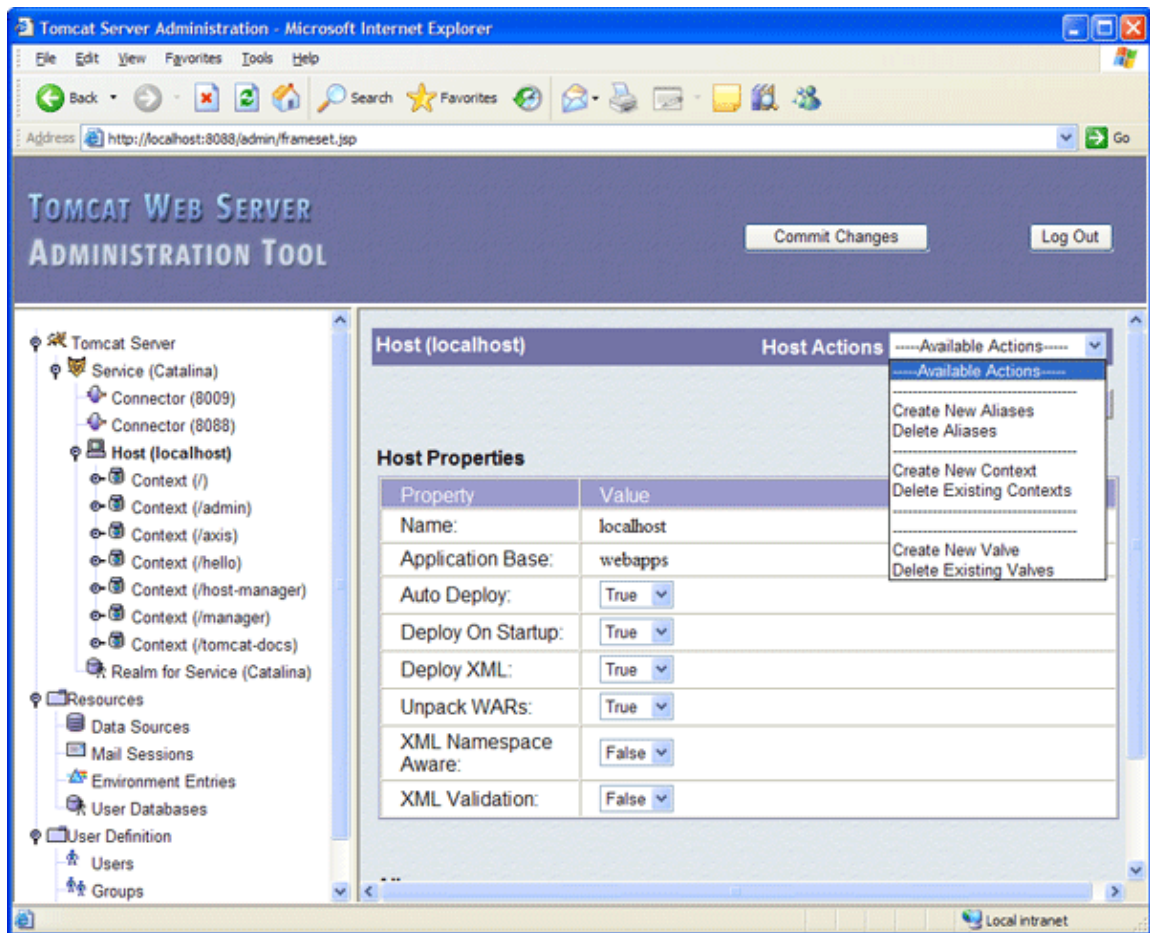 Tomcat Server Administration - Microsoft Internet Explorer
File Edit View Favorites Tools Help
Back Search Favorites
Address http://localhost:8088/admin/frameset.jsp Go
TOMCAT WEB SERVER
ADMINISTRATION TOOL
Commit Changes Log Out
Tomcat Server
Service (Catalina)
Connector (8009)
Connector (8088)
Host (localhost)
Context (/)
Context (/admin)
Context (/axis)
Context (/hello)
Context (/host-manager)
Context (/manager)
Context (/tomcat-docs)
Realm for Service (Catalina)
Resources
Data Sources
Mail Sessions
Environment Entries
User Databases
User Definition
Users
Groups
Host (localhost) Host Actions -----Available Actions-----
-----Available Actions-----
---------------------------------
Create New Aliases
Delete Aliases
---------------------------------
Create New Context
Delete Existing Contexts
---------------------------------
---------------------------------
Create New Valve
Delete Existing Valves
Host Properties
Property Value
Name: localhost
Application Base: webapps
Auto Deploy: True
Deploy On Startup: True
Deploy XML: True
Unpack WARs: True
XML Namespace
Aware: False
XML Validation: False
Local intranet